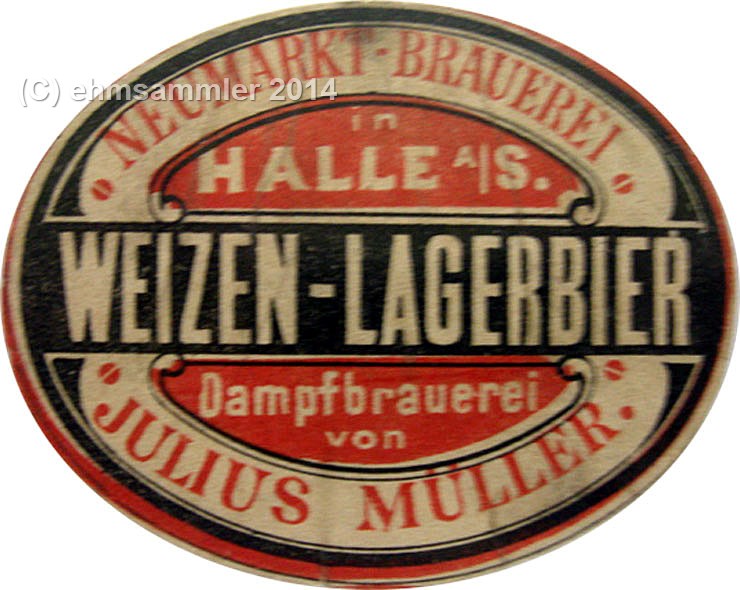 NEUMARKT-BRAUEREI
(C) ehmsammler 2014
in
HALLE A/S.
WEIZEN-LAGERBIER
Dampfbrauerei
von
JULIUS MÜLLER.